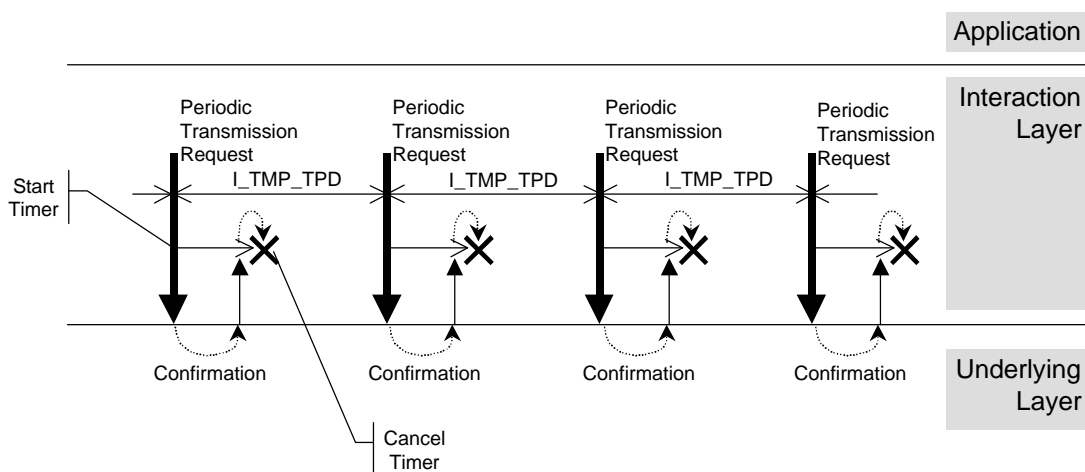 Application
Interaction
Layer
Periodic
Transmission
Request
Periodic
Transmission
Request
Periodic
Transmission
Request
Periodic
Transmission
Request
I_TMP_TPD
I_TMP_TPD
I_TMP_TPD
Start
Timer
Confirmation
Confirmation
Confirmation
Confirmation
Underlying
Layer
Cancel
Timer